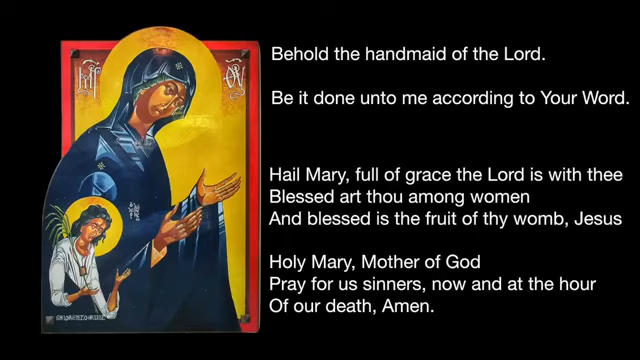 Behold the handmaid of the Lord.
Be it done unto me according to Your Word.
Hail Mary, full of grace the Lord is with thee
Blessed art thou among women
And blessed is the fruit of thy womb, Jesus
Holy Mary, Mother of God
Pray for us sinners, now and at the hour
Of our death, Amen.